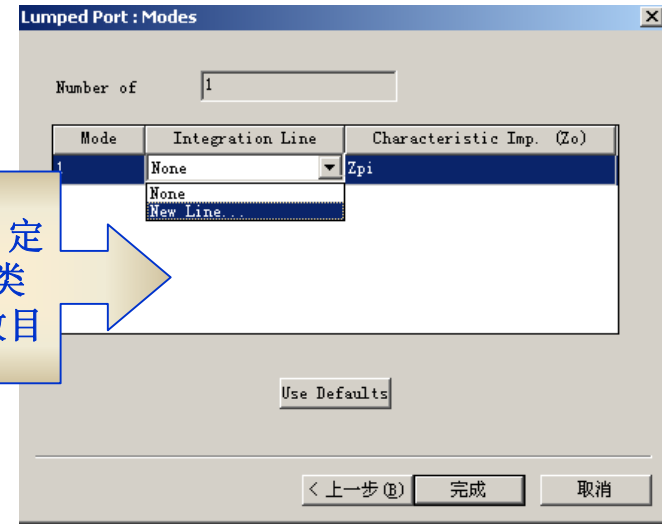 Lumped Port : Modes
Number of 1
Mode Integration Line Characteristic Imp. (Zo)
1 None Zpi
None
New Line...
定
类
目
Use Defaults
< 上一步(B) 完成 取消